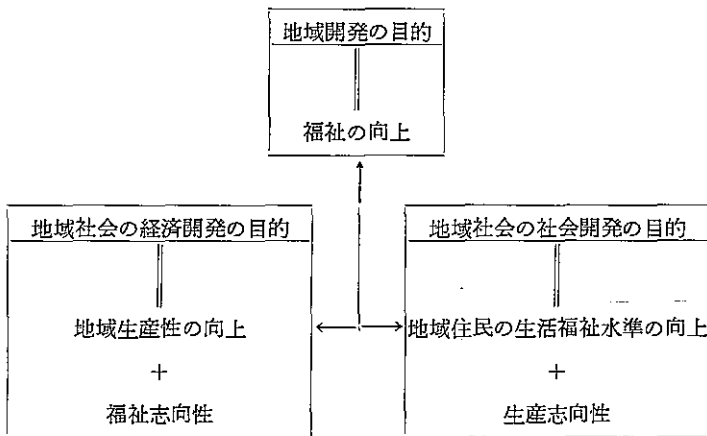 地域開発の目的
福祉の向上
地域社会の経済開発の目的
地域生産性の向上
+
福祉志向性
地域社会の社会開発の目的
地域住民の生活福祉水準の向上
+
生産志向性